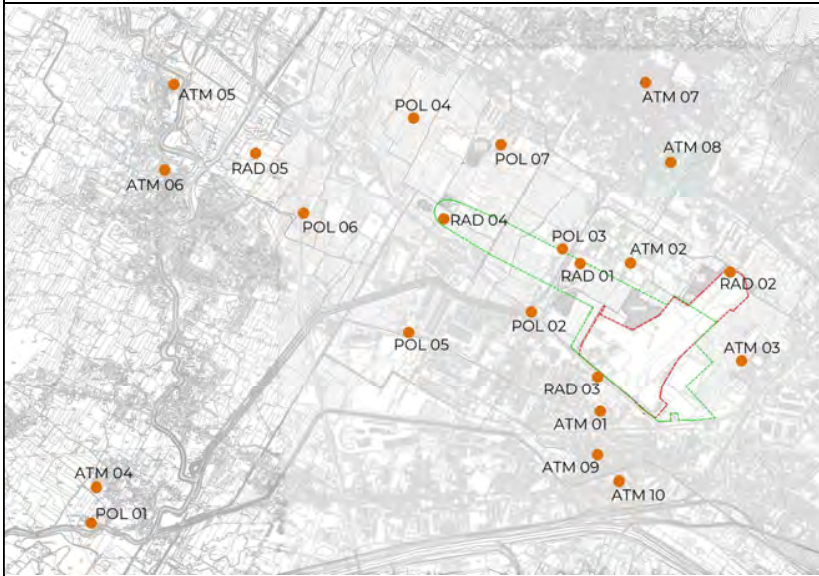 ATM 05
ATM 07
POL 04
POL 07
ATM 08
RAD 05
ATM 06
POL 06
RAD 04
POL 03
ATM 02
RAD 01
RAD 02
POL 02
POL 05
ATM 03
RAD 03
ATM 01
ATM 09
ATM 04
ATM 10
POL 01